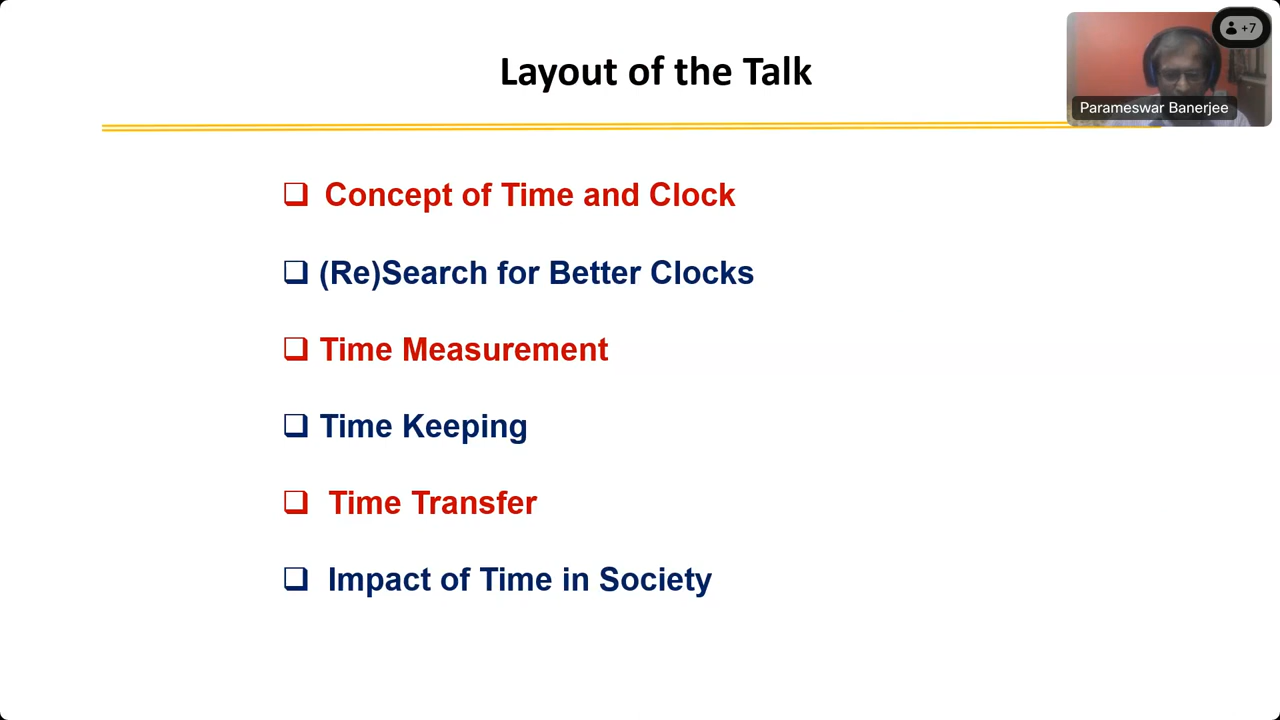 Layout of the Talk
+7
Parameswar Banerjee
Concept of Time and Clock
(Re)Search for Better Clocks
Time Measurement
Time Keeping
Time Transfer
Impact of Time in Society